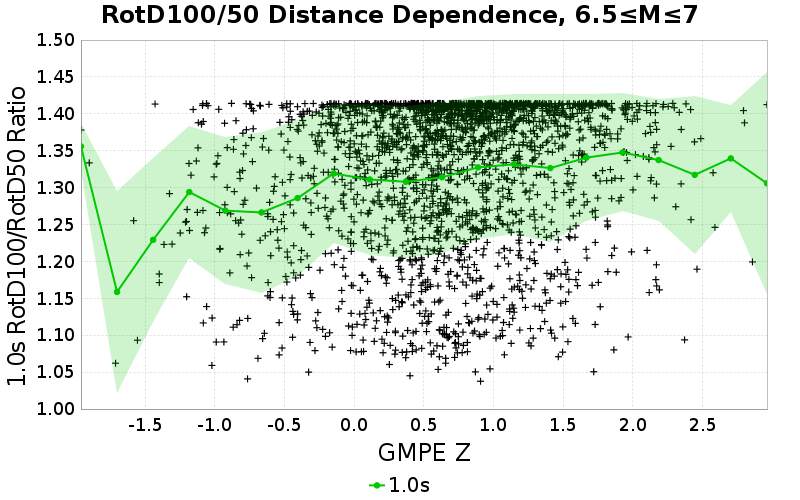 RotD100/50 Distance Dependence, 6.5≤M≤7
1.50
1.45
1.40
1.35
1.30
1.25
1.20
1.15
1.10
1.05
1.00
1.0s RotD100/RotD50 Ratio
-1.5 -1.0 -0.5 0.0 0.5 1.0 1.5 2.0 2.5
GMPE Z
1.0s